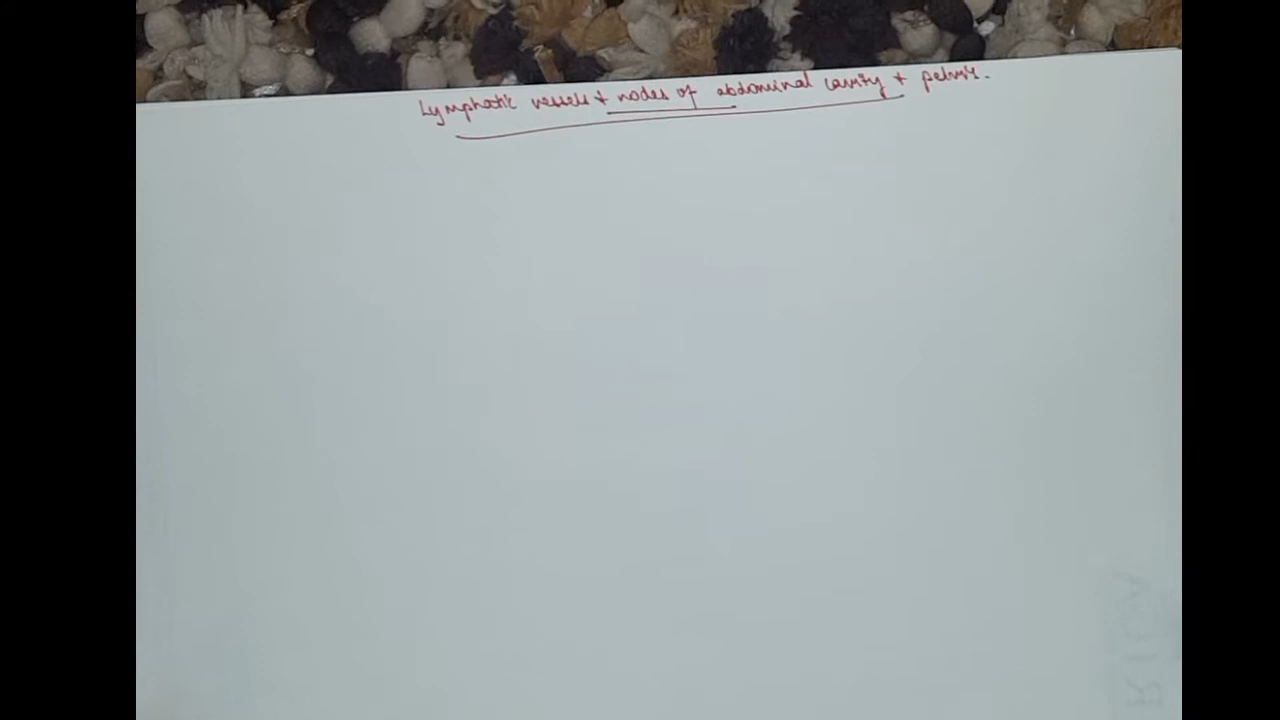 Lymphatic vessels + nodes of abdominal cavity + pelvis.